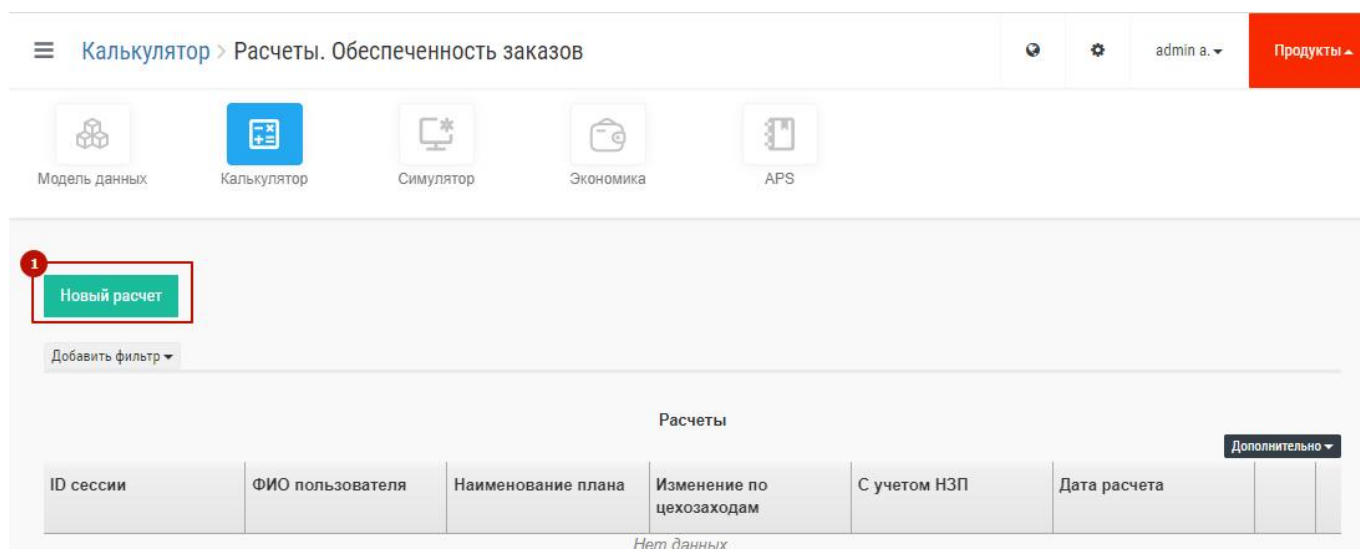 Калькулятор > Расчеты. Обеспеченность заказов
admin a.
Продукты
Модель данных
Калькулятор
Симулятор
Экономика
APS
1
Новый расчет
Добавить фильтр
Расчеты
Дополнительно
ID сессии
ФИО пользователя
Наименование плана
Изменение по
цехозаходам
С учетом НЗП
Дата расчета
Нет данных